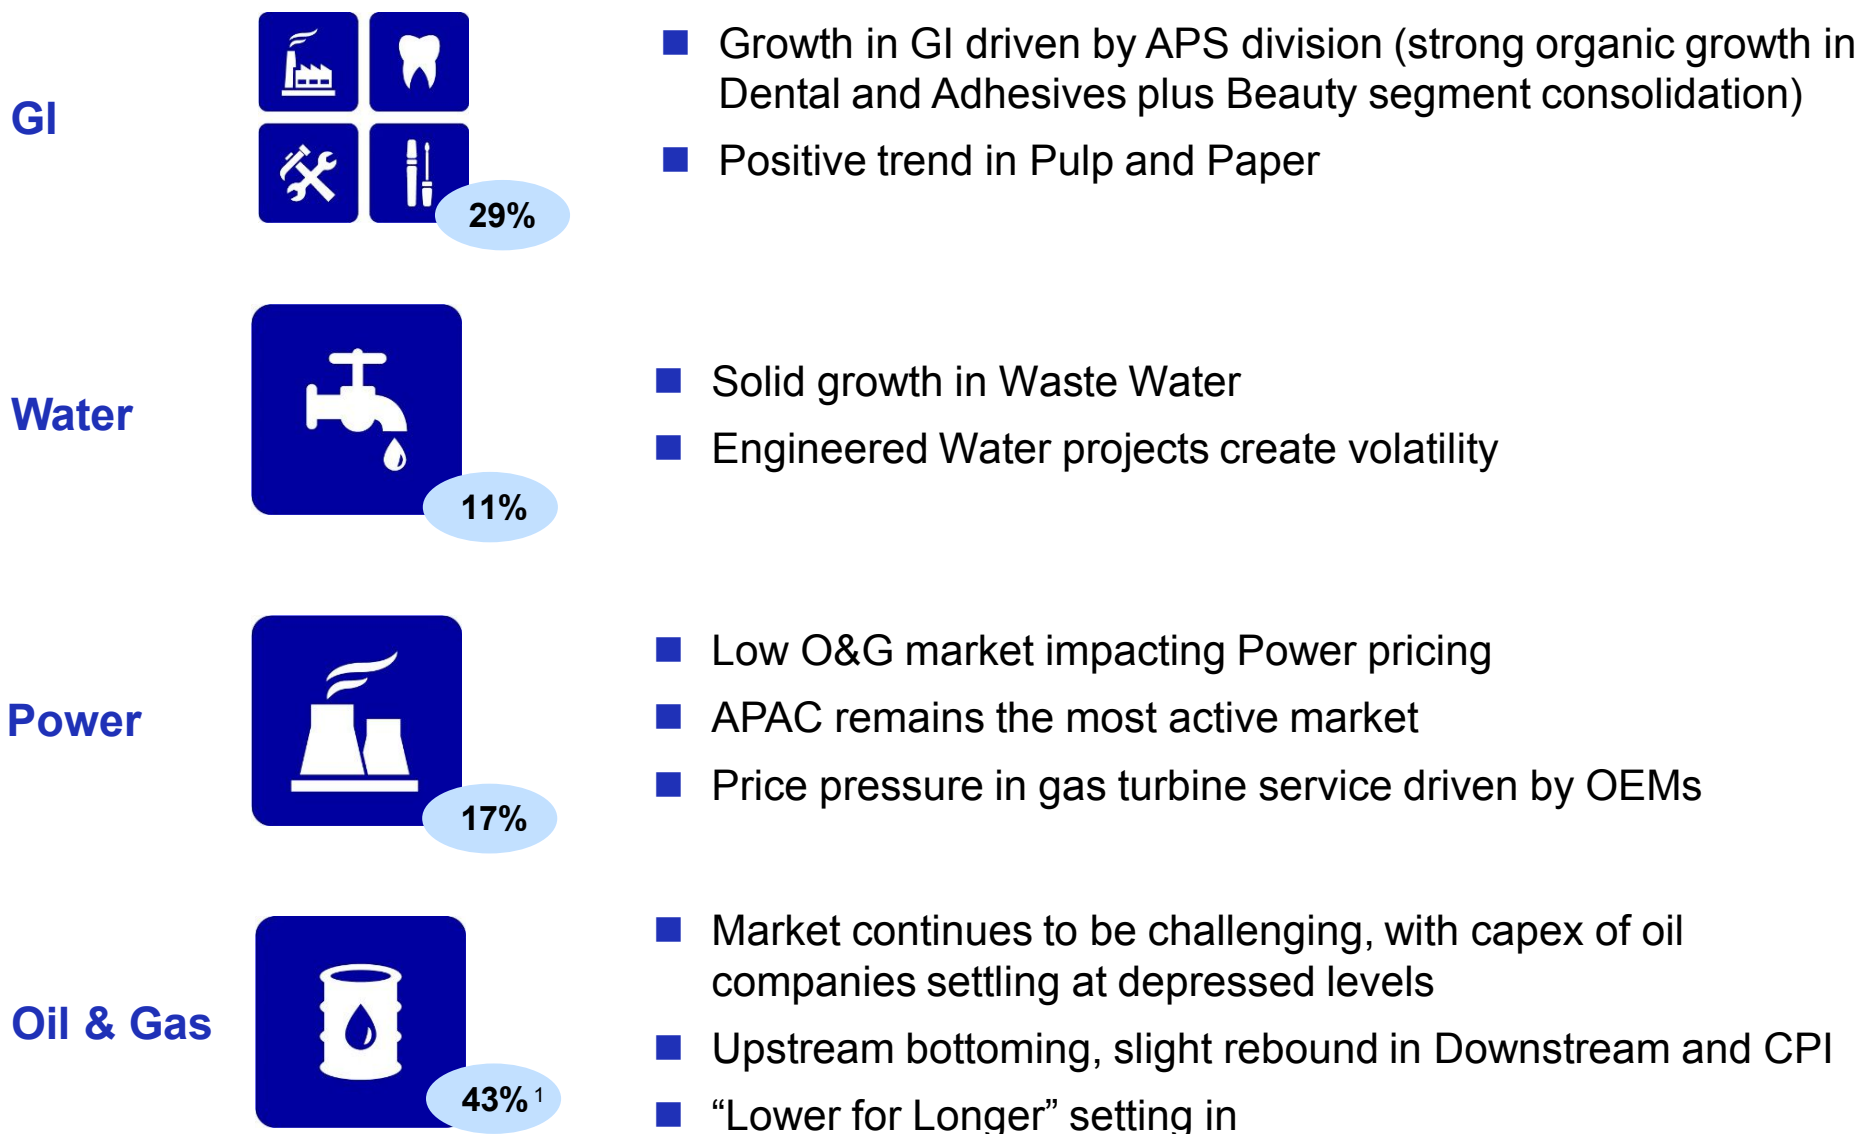 GI
29%
■ Growth in GI driven by APS division (strong organic growth in
Dental and Adhesives plus Beauty segment consolidation)
■ Positive trend in Pulp and Paper
Water
11%
■ Solid growth in Waste Water
■ Engineered Water projects create volatility
Power
17%
■ Low O&G market impacting Power pricing
■ APAC remains the most active market
■ Price pressure in gas turbine service driven by OEMs
Oil & Gas
43% 1
■ Market continues to be challenging, with capex of oil
companies settling at depressed levels
■ Upstream bottoming, slight rebound in Downstream and CPI
■ “Lower for Longer” setting in